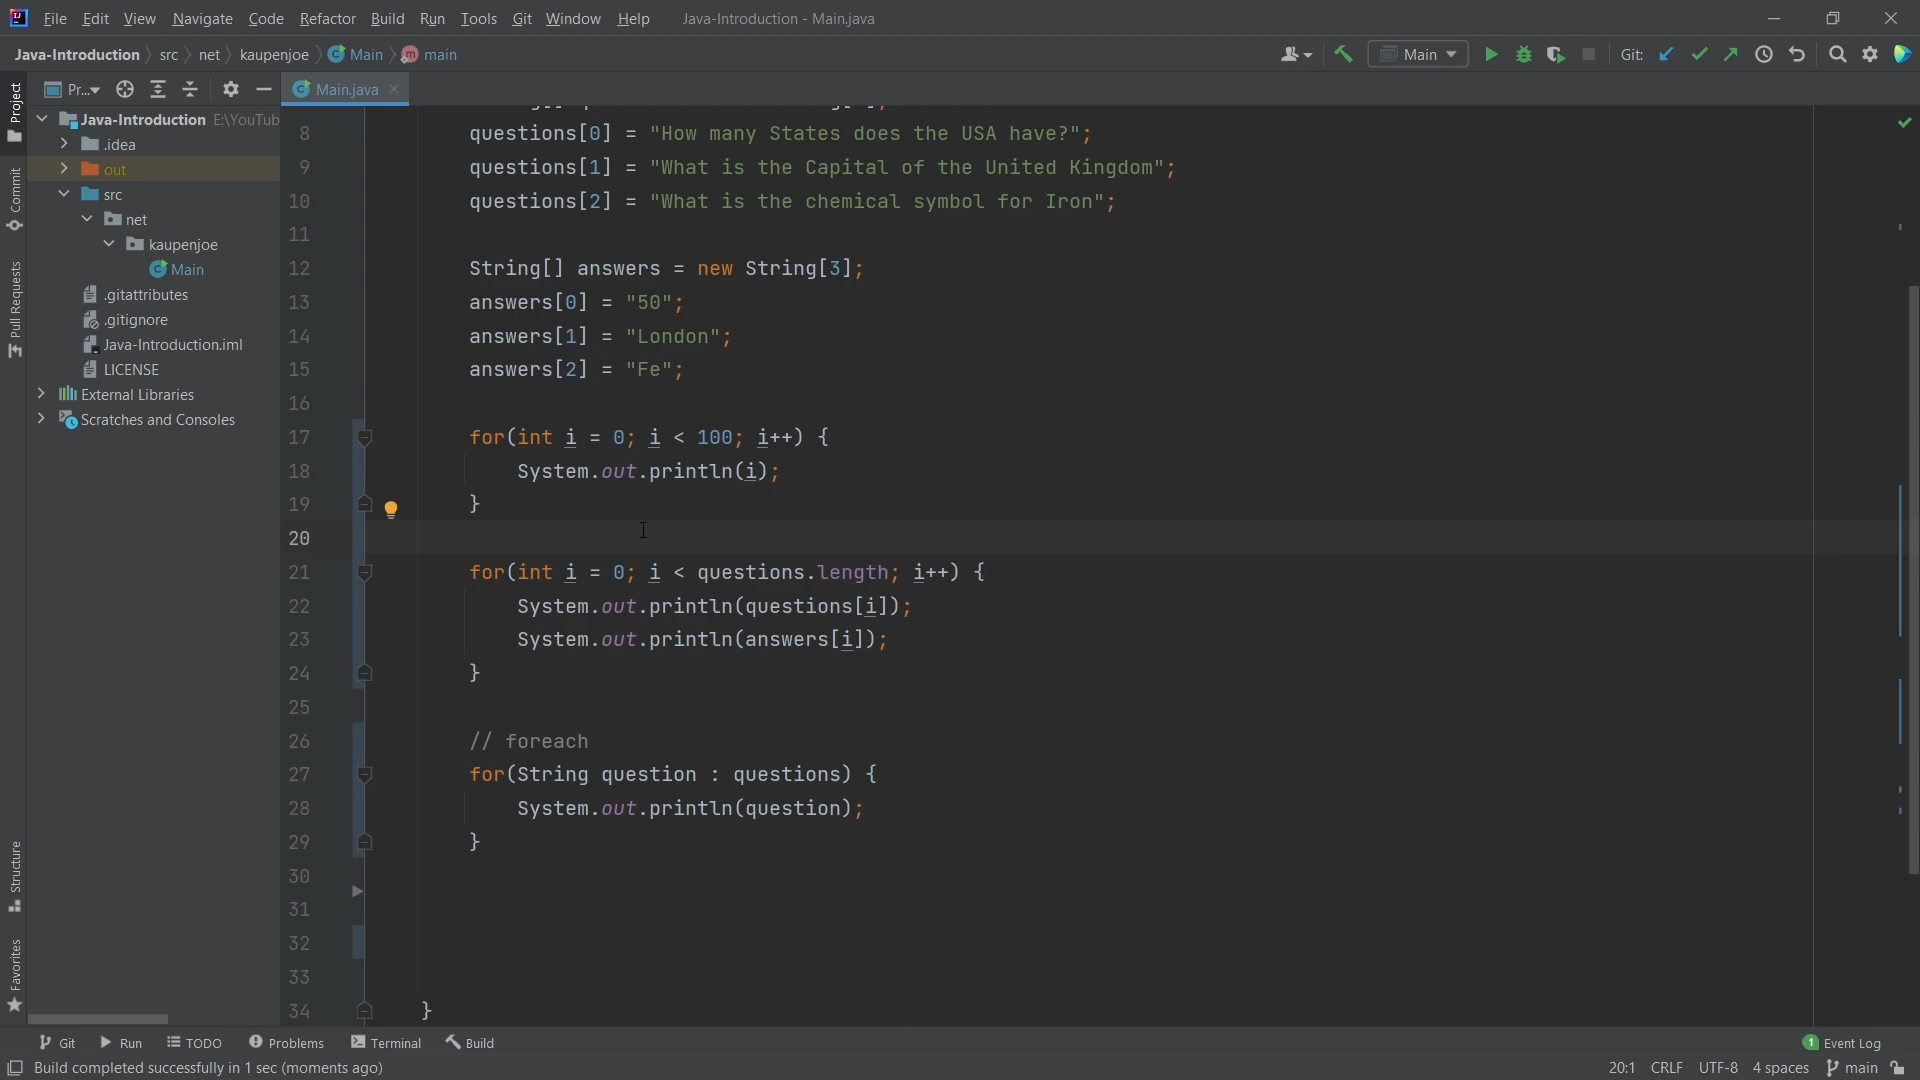 File Edit View Navigate Code Refactor Build Run Tools Git Window Help Java-Introduction - Main.java
Java-Introduction src net kaupenjoe Main main
Main Git:
Project
Pr... Main.java
Java-Introduction E:\YouTub
.idea
out
src
net
kaupenjoe
Main
.gitattributes
.gitignore
Java-Introduction.iml
LICENSE
External Libraries
Scratches and Consoles
Commit
Pull Requests
Structure
Favorites
8 questions[0] = "How many States does the USA have?";
9 questions[1] = "What is the Capital of the United Kingdom";
10 questions[2] = "What is the chemical symbol for Iron";
11
12 String[] answers = new String[3];
13 answers[0] = "50";
14 answers[1] = "London";
15 answers[2] = "Fe";
16
17 for(int i = 0; i < 100; i++) {
18 System.out.println(i);
19 }
20
21 for(int i = 0; i < questions.length; i++) {
22 System.out.println(questions[i]);
23 System.out.println(answers[i]);
24 }
25
26 // foreach
27 for(String question : questions) {
28 System.out.println(question);
29 }
30
31
32
33
34 }
Git Run TODO Problems Terminal Build 1 Event Log
Build completed successfully in 1 sec (moments ago) 20:1 CRLF UTF-8 4 spaces main